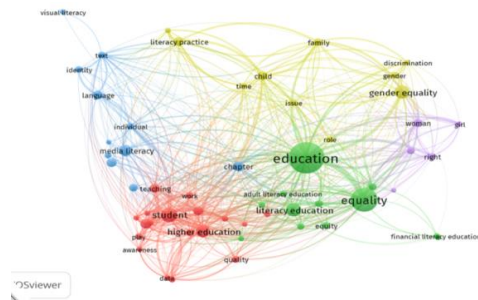 visual literacy
literacy practice
family
text
identity
child
discrimination
gender
time
gender equality
language
issue
individual
woman
girl
role
media literacy
education
right
chapter
teaching
work
adult literacy education
equality
student
literacy education
play
higher education
equity
awareness
financial literacy education
quality
data
OSviewer